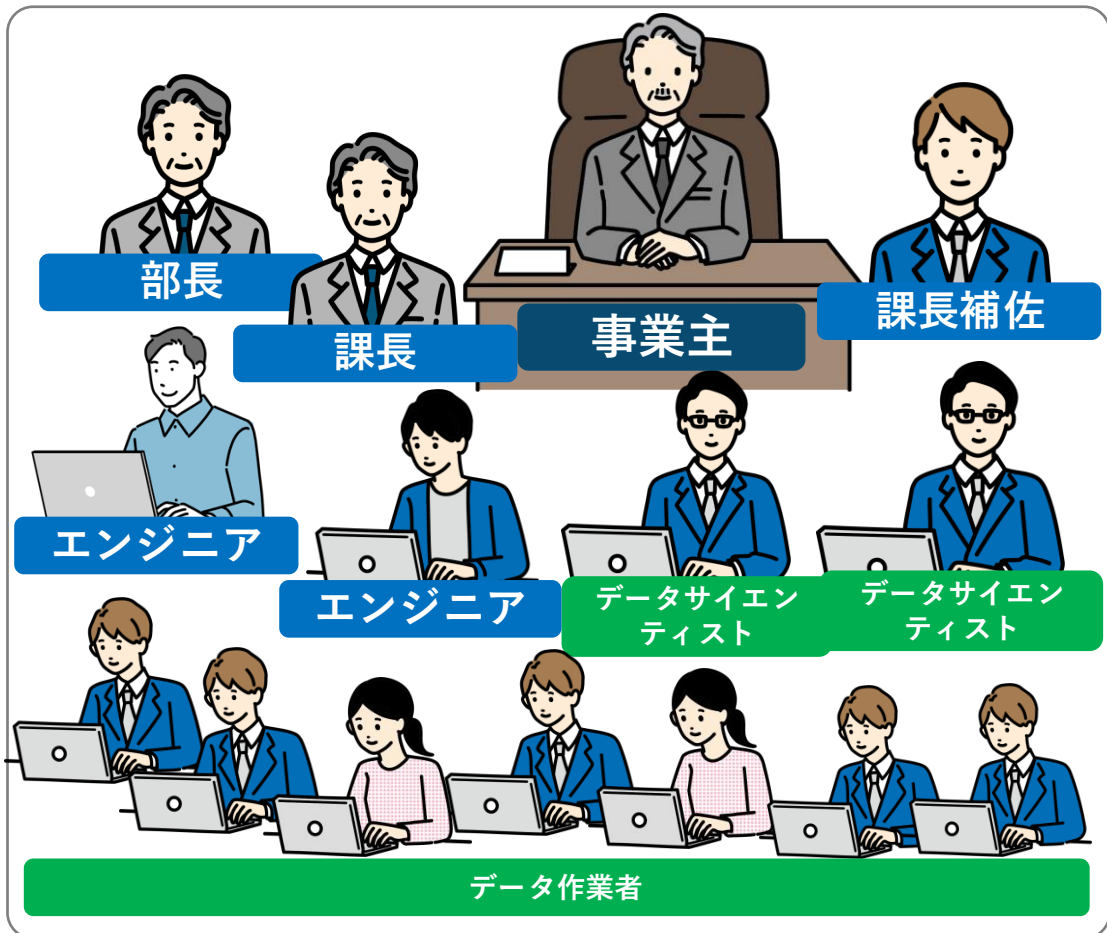 部長
課長
事業主
課長補佐
エンジニア
エンジニア
データサイエン
ティスト
データサイエン
ティスト
データ作業者